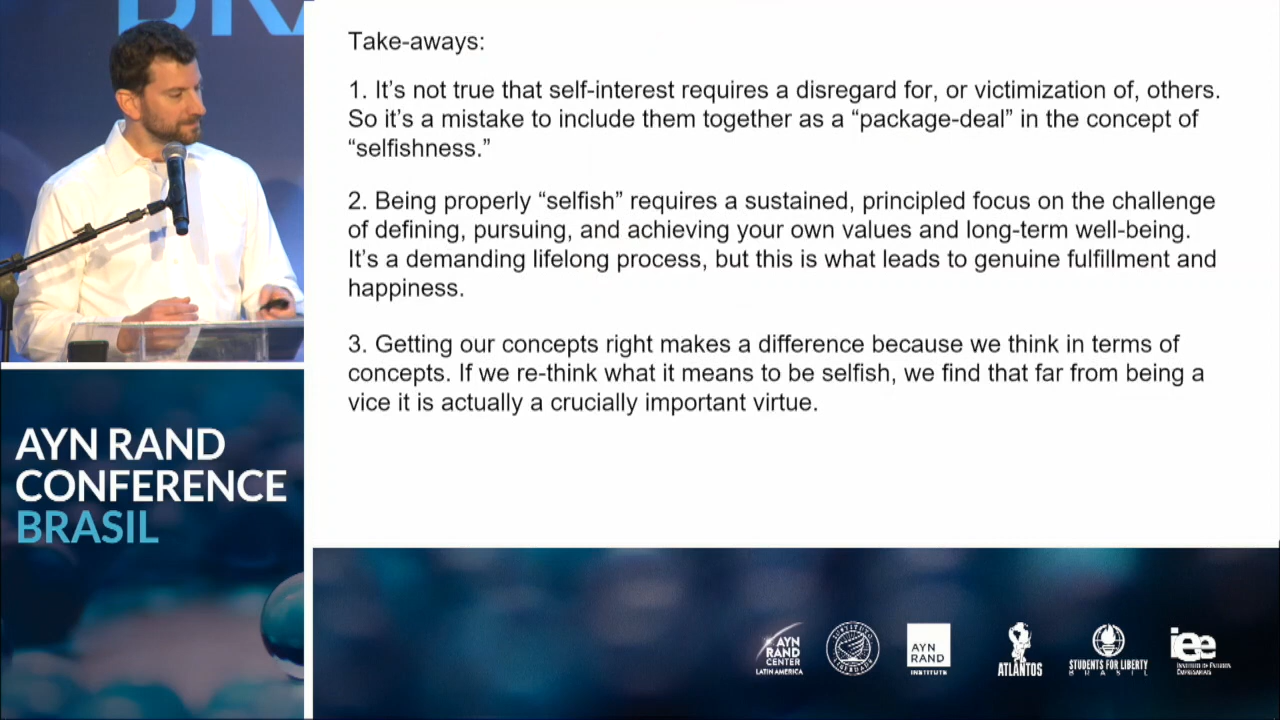 BRA
Take-aways:
1. It’s not true that self-interest requires a disregard for, or victimization of, others.
So it’s a mistake to include them together as a “package-deal” in the concept of
“selfishness.”
2. Being properly “selfish” requires a sustained, principled focus on the challenge
of defining, pursuing, and achieving your own values and long-term well-being.
It’s a demanding lifelong process, but this is what leads to genuine fulfillment and
happiness.
3. Getting our concepts right makes a difference because we think in terms of
concepts. If we re-think what it means to be selfish, we find that far from being a
vice it is actually a crucially important virtue.
AYN RAND
CONFERENCE
BRASIL
AYN
RAND
CENTER
LATIN AMERICA
INSTITUTO
AYN
RAND
INSTITUTE
ATLANTOS
STUDENTS FOR LIBERTY
BRASIL
iee
INSTITUTO DE ESTUDOS
EMPRESARIAIS